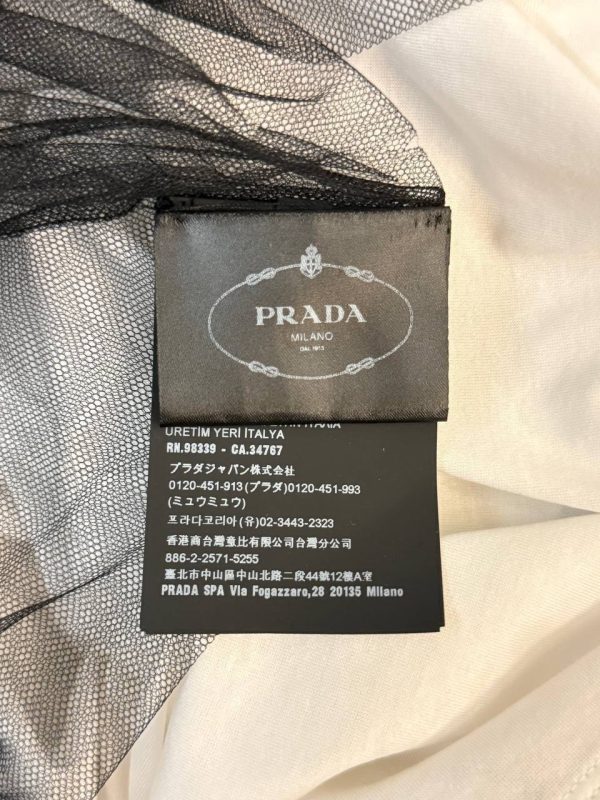 PRADA
MILANO
DAL 1913
ÜRETİM YERİ İTALYA
RN.98339 - CA.34767
プラダジャパン株式会社
0120-451-913 (プラダ)0120-451-993
(ミュウミュウ)
프라다코리아 (유)02-3443-2323
香港商台灣童比有限公司台灣分公司
886-2-2571-5255
臺北市中山區中山北路二段44號12樓A室
PRADA SPA Via Fogazzaro,28 20135 Milano